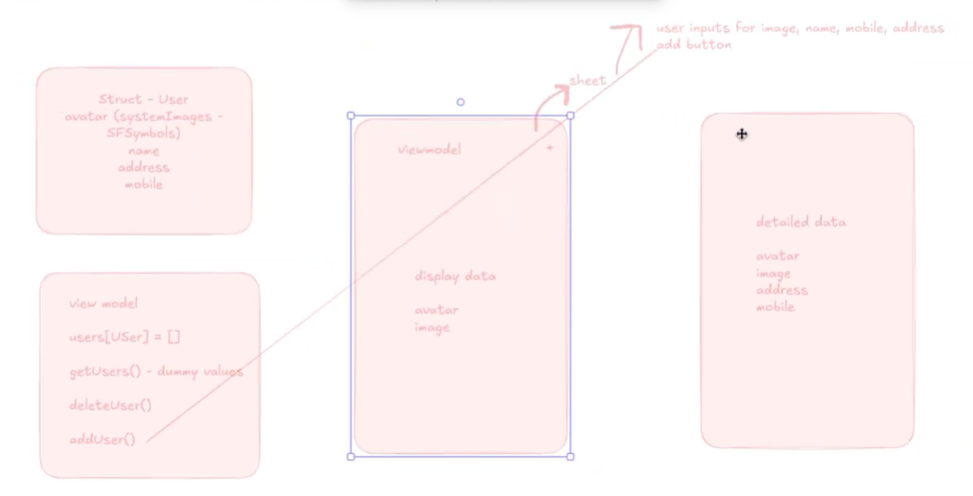 user inputs for image, name, mobile, address
add button
sheet
Struct - User
avatar (systemImages -
SFSymbols)
name
address
mobile
view model
users[USer] = []
getUsers() - dummy values
deleteUser()
addUser()
viewmodel
+
display data
avatar
image
detailed data
avatar
image
address
mobile